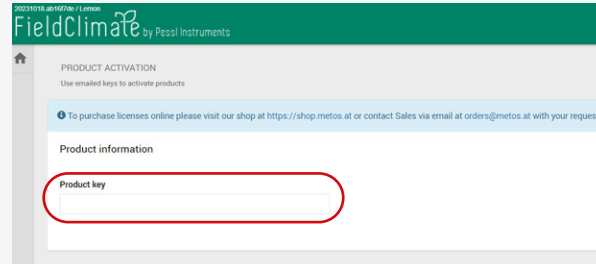 20231018.ab16f7de / Lemon
FieldClimate by Pessl Instruments
PRODUCT ACTIVATION
Use emailed keys to activate products
To purchase licenses online please visit our shop at https://shop.metos.at or contact Sales via email at orders@metos.at with your reques
Product information
Product key